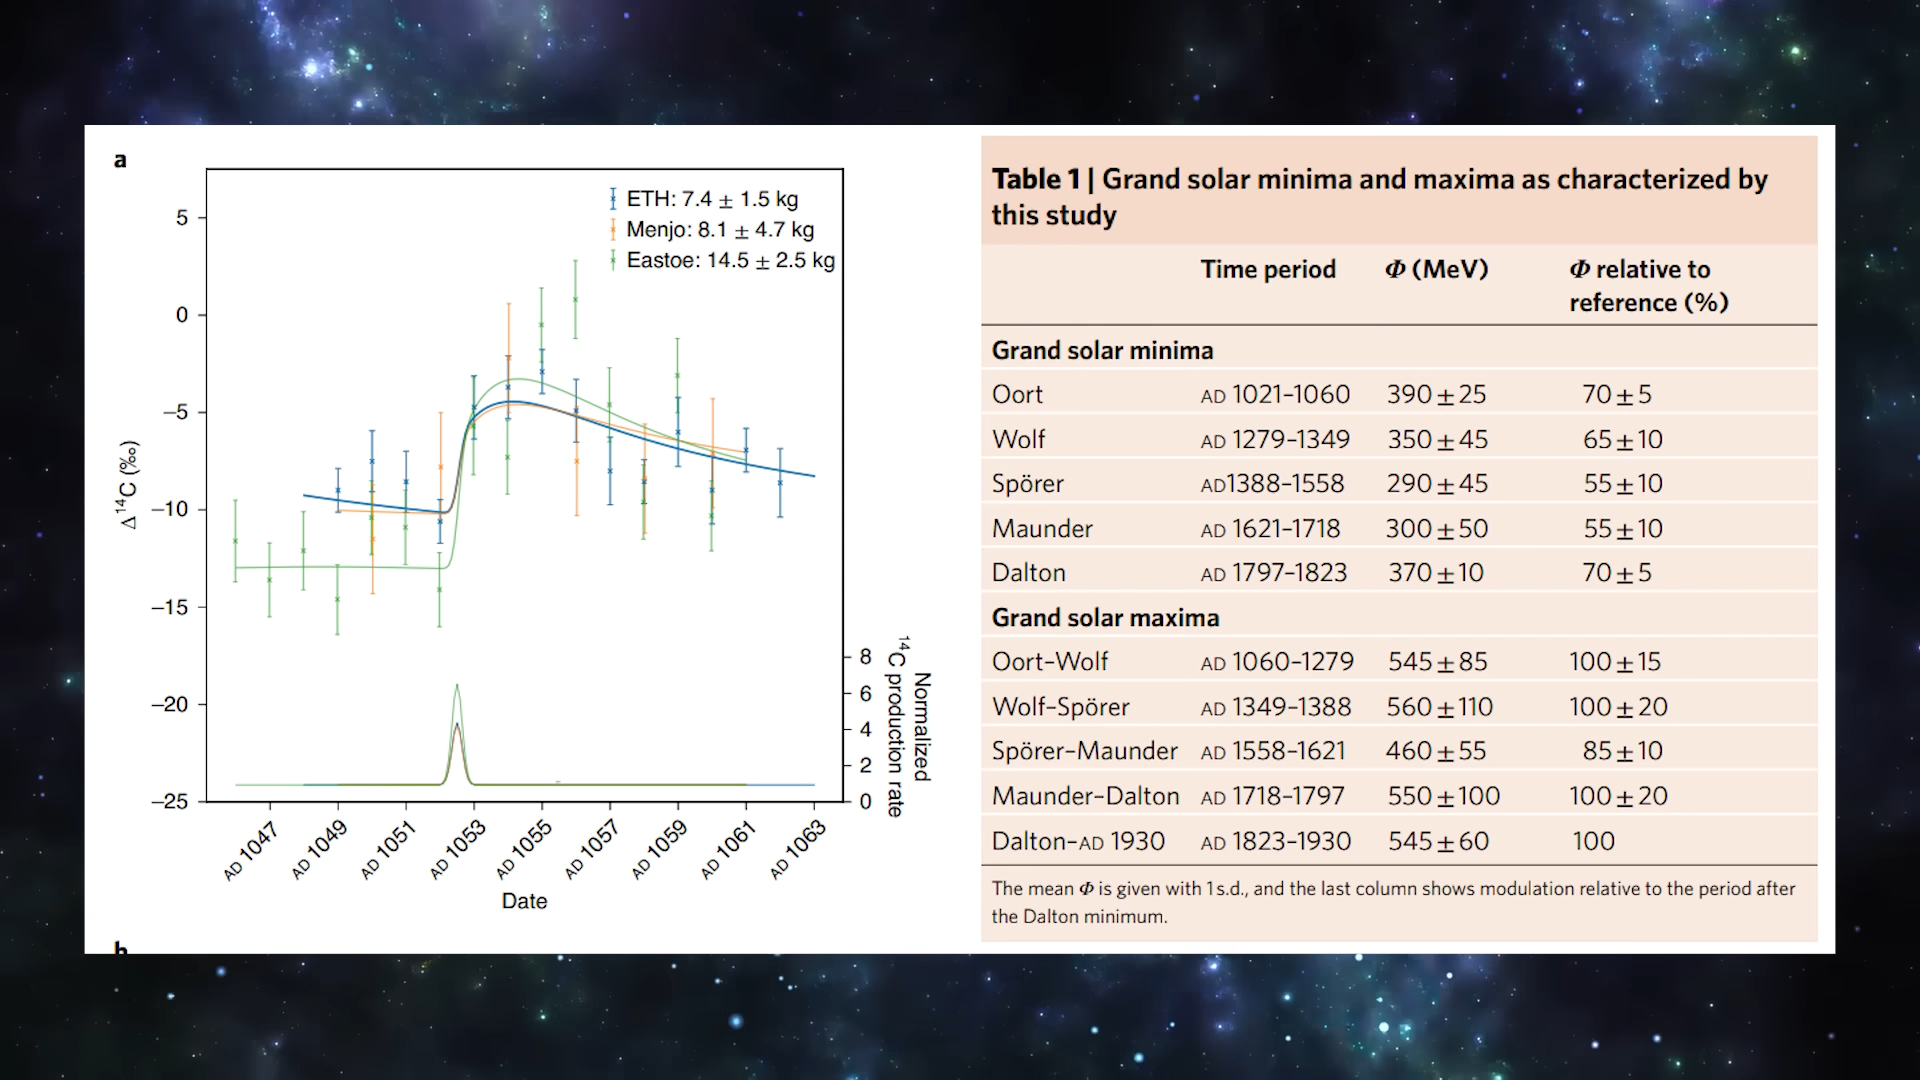 a
ETH: 7.4 ± 1.5 kg
Menjo: 8.1 ± 4.7 kg
Eastoe: 14.5 ± 2.5 kg
5
0
−5
−10
−15
−20
−25
Δ¹⁴C (‰)
8
6
4
2
0
Normalized
¹⁴C production rate
AD 1047
AD 1049
AD 1051
AD 1053
AD 1055
AD 1057
AD 1059
AD 1061
AD 1063
Date
b
Table 1 | Grand solar minima and maxima as characterized by
this study
Time period Φ (MeV) Φ relative to
reference (%)
Grand solar minima
Oort AD 1021–1060 390 ± 25 70 ± 5
Wolf AD 1279–1349 350 ± 45 65 ± 10
Spörer AD1388–1558 290 ± 45 55 ± 10
Maunder AD 1621–1718 300 ± 50 55 ± 10
Dalton AD 1797–1823 370 ± 10 70 ± 5
Grand solar maxima
Oort–Wolf AD 1060–1279 545 ± 85 100 ± 15
Wolf–Spörer AD 1349–1388 560 ± 110 100 ± 20
Spörer–Maunder AD 1558–1621 460 ± 55 85 ± 10
Maunder–Dalton AD 1718–1797 550 ± 100 100 ± 20
Dalton–AD 1930 AD 1823–1930 545 ± 60 100
The mean Φ is given with 1 s.d., and the last column shows modulation relative to the period after
the Dalton minimum.